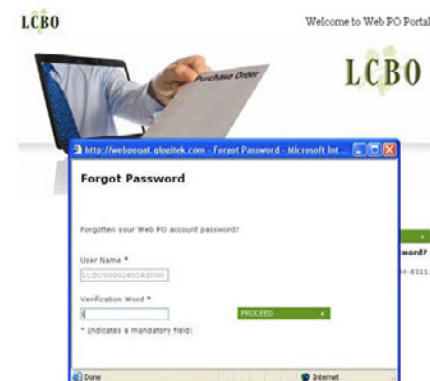 LCBO
Welcome to Web PO Portal
Purchase Order
LCBO
http://webpouat.glogitek.com - Forgot Password - Microsoft Int...
Forgot Password
Forgotten your Web PO account password?
User Name *
Verification Word *
PROCEED
* Indicates a mandatory field!
word?
Done
Internet